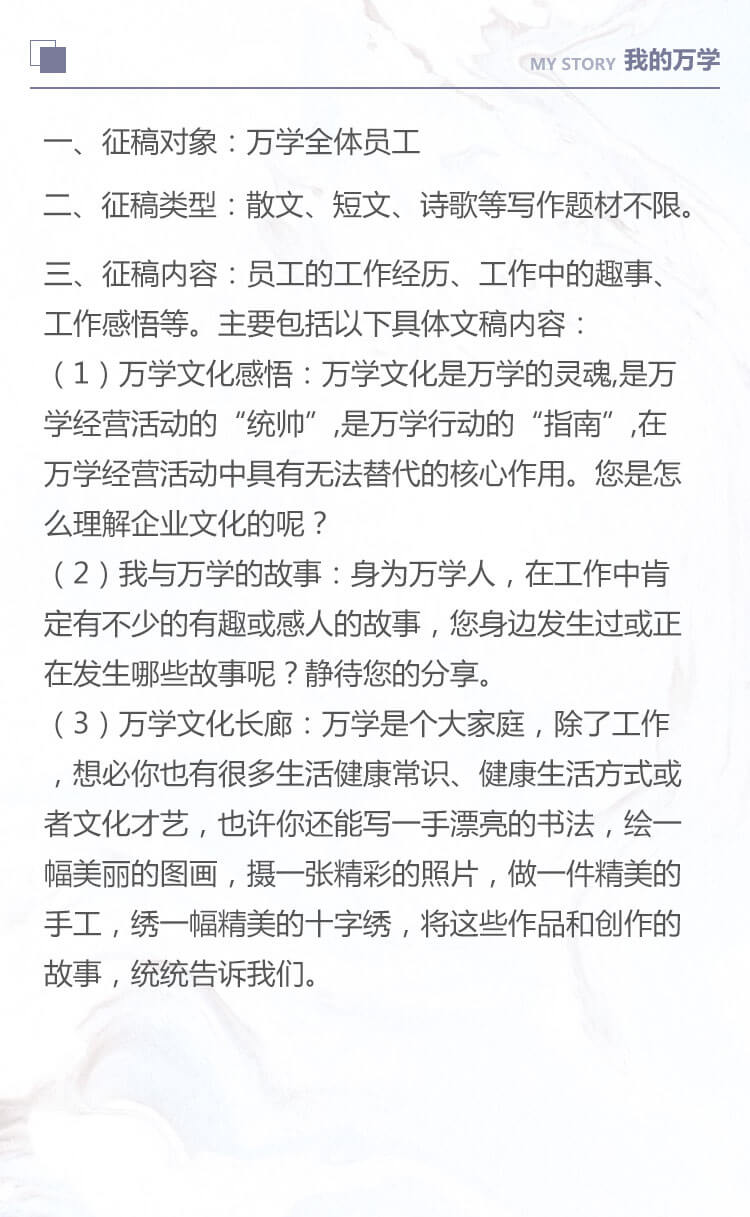 MY STORY 我的万学
一、征稿对象：万学全体员工
二、征稿类型：散文、短文、诗歌等写作题材不限。
三、征稿内容：员工的工作经历、工作中的趣事、
工作感悟等。主要包括以下具体文稿内容：
（1）万学文化感悟：万学文化是万学的灵魂,是万
学经营活动的“统帅”,是万学行动的“指南”,在
万学经营活动中具有无法替代的核心作用。您是怎
么理解企业文化的呢？
（2）我与万学的故事：身为万学人，在工作中肯
定有不少的有趣或感人的故事，您身边发生过或正
在发生哪些故事呢？静待您的分享。
（3）万学文化长廊：万学是个大家庭，除了工作
，想必你也有很多生活健康常识、健康生活方式或
者文化才艺，也许你还能写一手漂亮的书法，绘一
幅美丽的图画，摄一张精彩的照片，做一件精美的
手工，绣一幅精美的十字绣，将这些作品和创作的
故事，统统告诉我们。